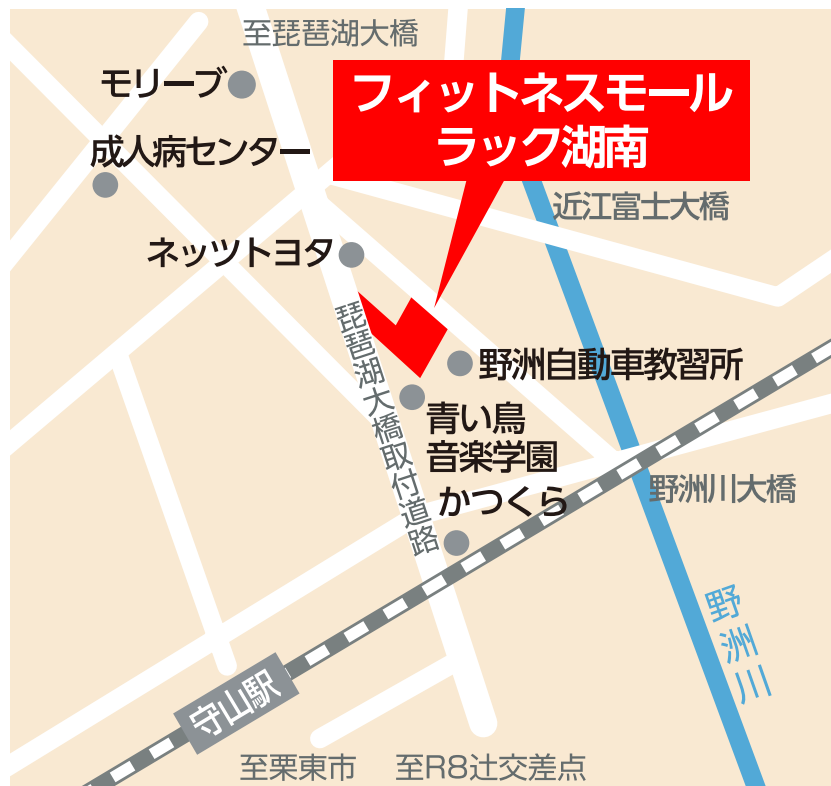 至琵琶湖大橋
モリーブ
フィットネスモール
ラック湖南
成人病センター
近江富士大橋
ネッツトヨタ
琵琶湖大橋取付道路
野洲自動車教習所
青い鳥
音楽学園
かつくら
野洲川大橋
野洲川
守山駅
至栗東市
至R8辻交差点